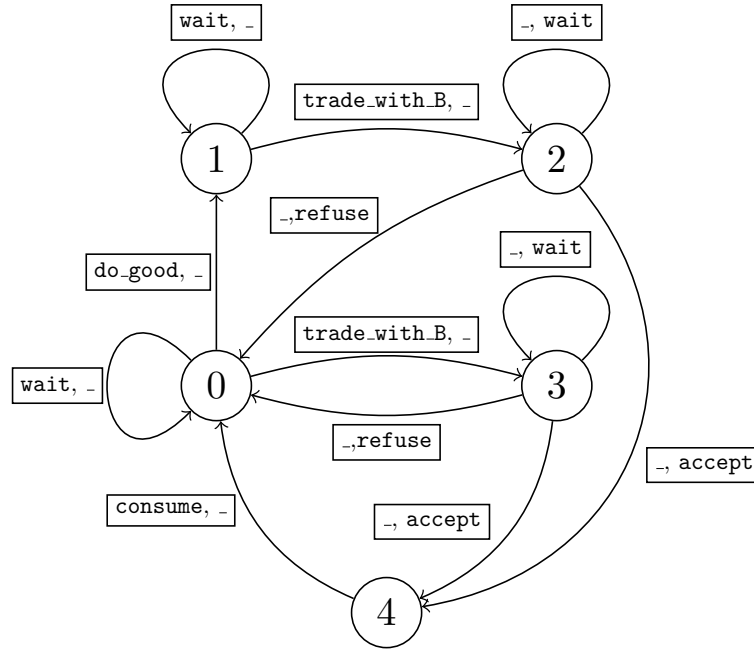 wait, _
_, wait
trade_with_B, _
1
2
_,refuse
_, wait
do_good, _
trade_with_B, _
wait, _
0
3
_,refuse
_, accept
consume, _
_, accept
4